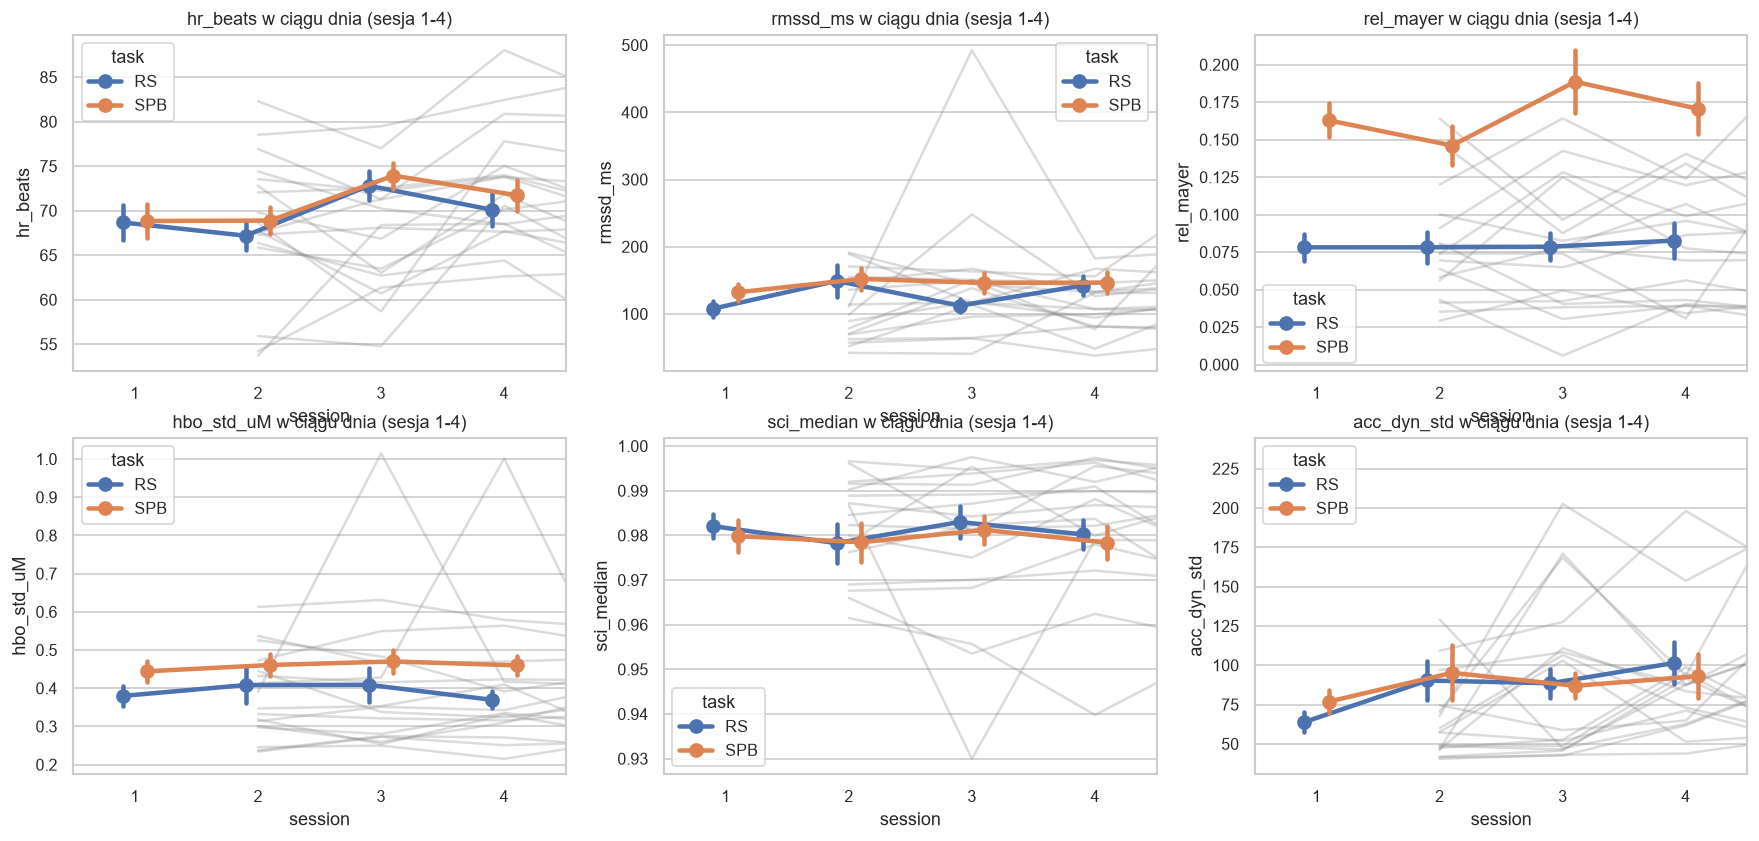 hr_beats w ciągu dnia (sesja 1-4)
hr_beats
85
80
75
70
65
60
55
task
RS
SPB
1 2 3 4
session
rmssd_ms w ciągu dnia (sesja 1-4)
rmssd_ms
500
400
300
200
100
task
RS
SPB
1 2 3 4
session
rel_mayer w ciągu dnia (sesja 1-4)
rel_mayer
0.200
0.175
0.150
0.125
0.100
0.075
0.050
0.025
0.000
task
RS
SPB
1 2 3 4
session
hbo_std_uM w ciągu dnia (sesja 1-4)
hbo_std_uM
1.0
0.9
0.8
0.7
0.6
0.5
0.4
0.3
0.2
task
RS
SPB
1 2 3 4
session
sci_median w ciągu dnia (sesja 1-4)
sci_median
1.00
0.99
0.98
0.97
0.96
0.95
0.94
0.93
task
RS
SPB
1 2 3 4
session
acc_dyn_std w ciągu dnia (sesja 1-4)
acc_dyn_std
225
200
175
150
125
100
75
50
task
RS
SPB
1 2 3 4
session